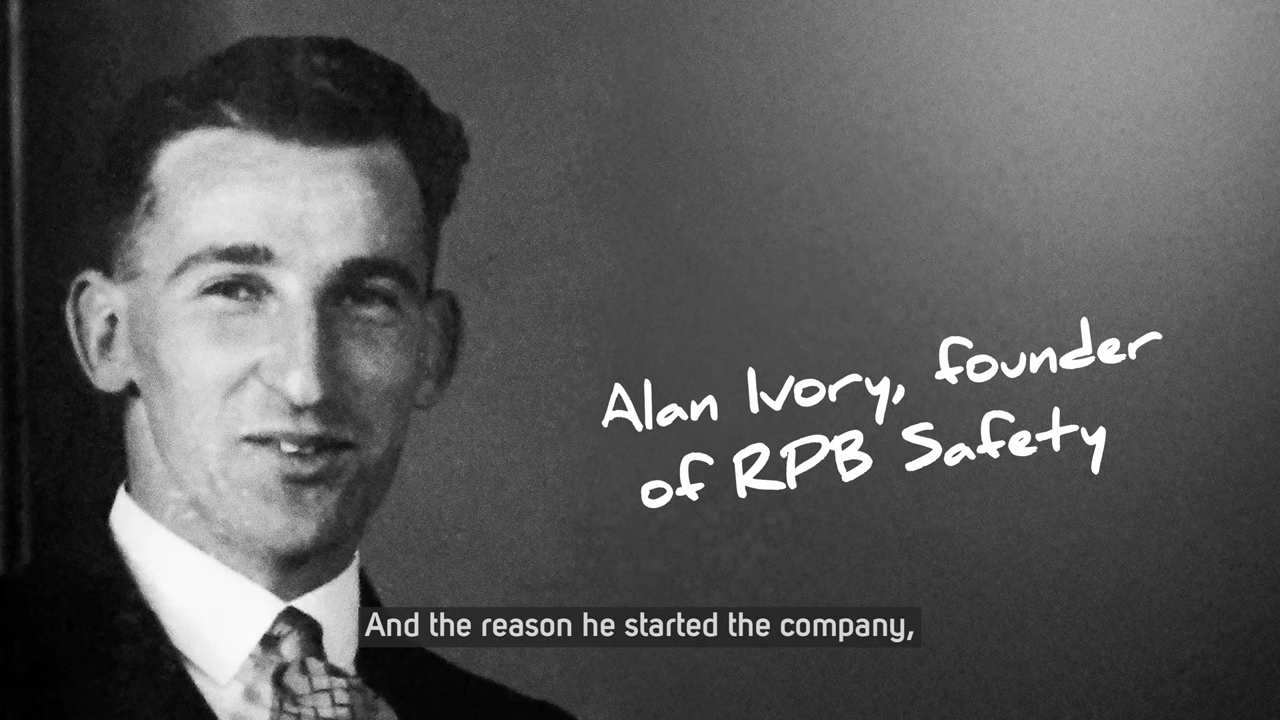 Alan Ivory, founder
of RPB Safety
And the reason he started the company,